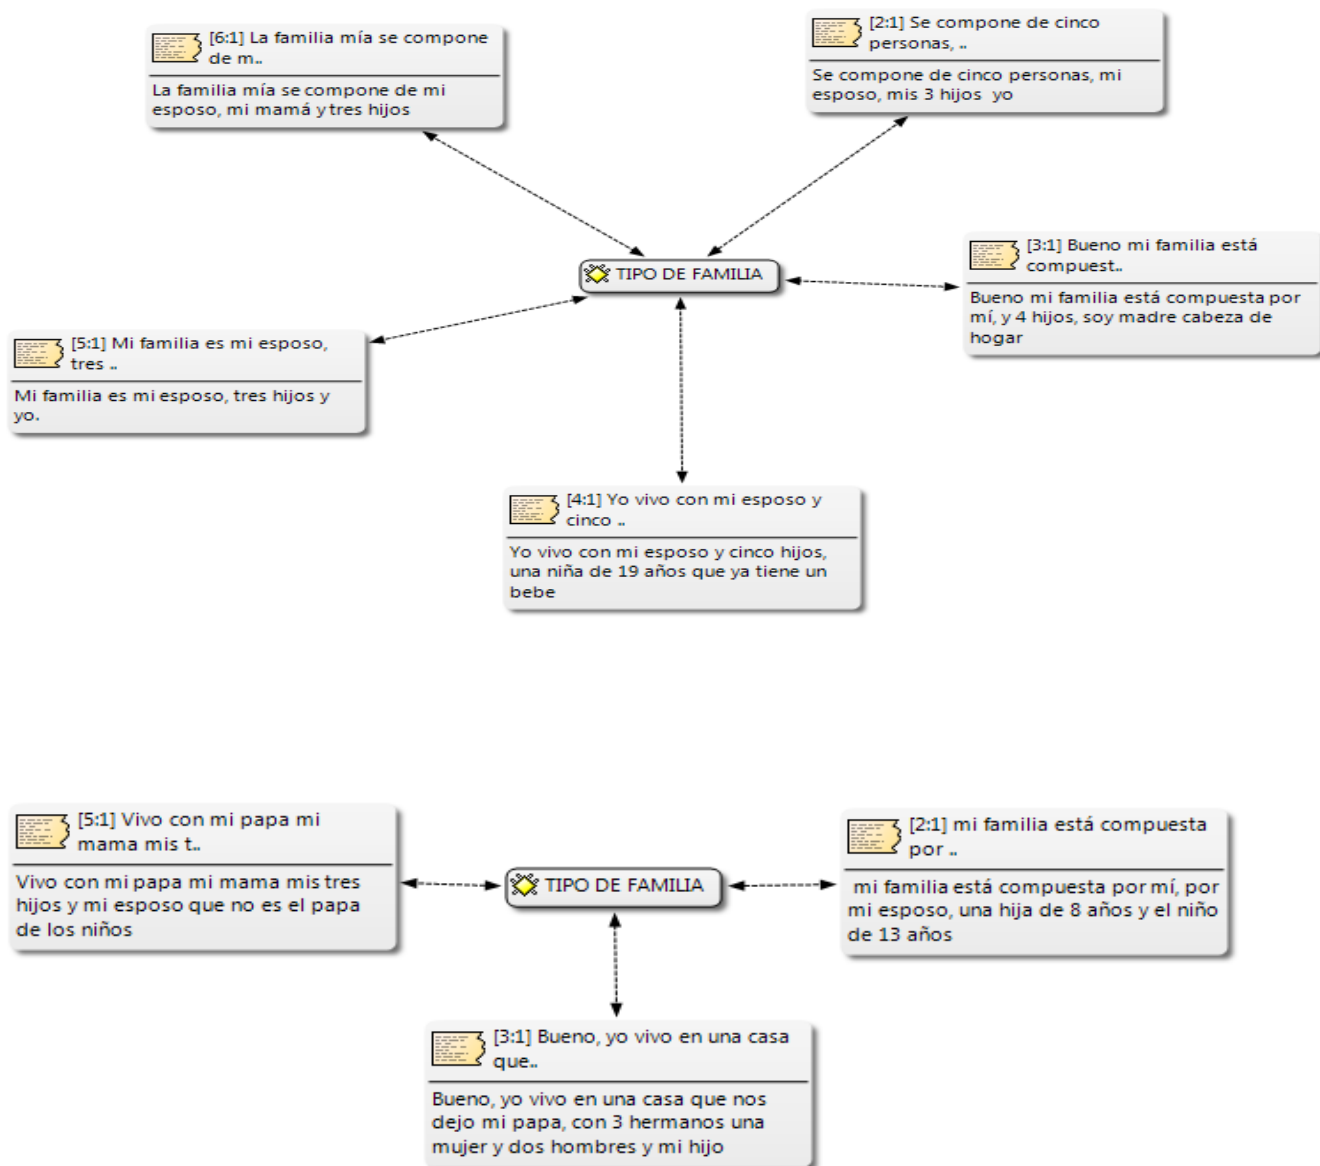 [6:1] La familia mía se compone
de m..
La familia mía se compone de mi
esposo, mi mamá y tres hijos
[2:1] Se compone de cinco
personas, ..
Se compone de cinco personas, mi
esposo, mis 3 hijos yo
TIPO DE FAMILIA
[3:1] Bueno mi familia está
compuest..
Bueno mi familia está compuesta por
mí, y 4 hijos, soy madre cabeza de
hogar
[5:1] Mi familia es mi esposo,
tres ..
Mi familia es mi esposo, tres hijos y
yo.
[4:1] Yo vivo con mi esposo y
cinco ..
Yo vivo con mi esposo y cinco hijos,
una niña de 19 años que ya tiene un
bebe
[5:1] Vivo con mi papa mi
mama mis t..
Vivo con mi papa mi mama mis tres
hijos y mi esposo que no es el papa
de los niños
TIPO DE FAMILIA
[2:1] mi familia está compuesta
por ..
mi familia está compuesta por mí, por
mi esposo, una hija de 8 años y el niño
de 13 años
[3:1] Bueno, yo vivo en una casa
que..
Bueno, yo vivo en una casa que nos
dejo mi papa, con 3 hermanos una
mujer y dos hombres y mi hijo